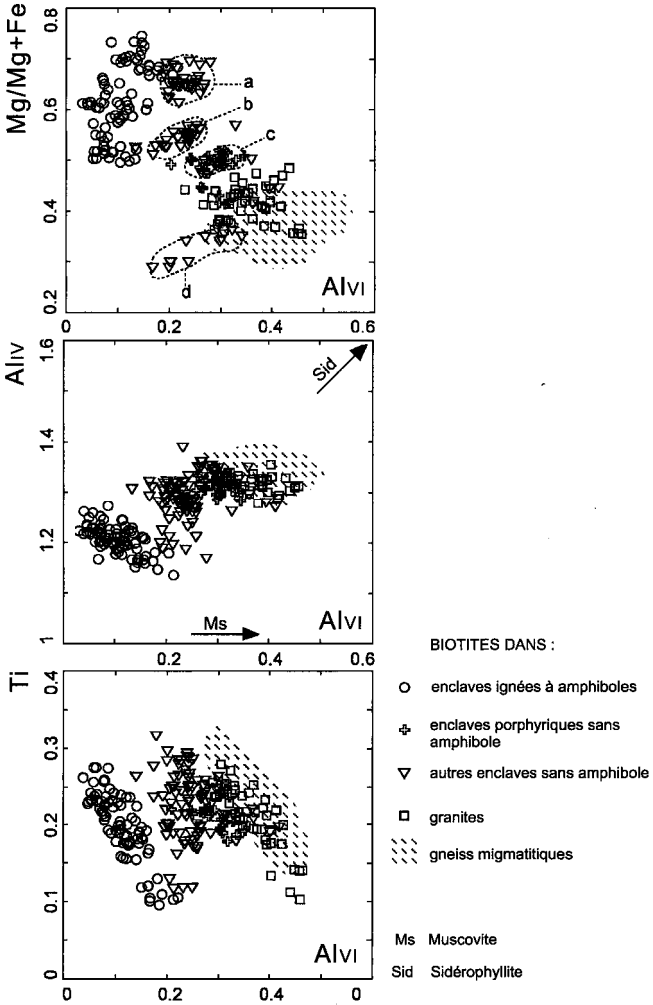 Mg/Mg+Fe
0.8
0.6
0.4
0.2
a
b
c
d
AlVI
0
0.2
0.4
0.6
AlIV
1.6
1.4
1.2
1
Sid
Ms
AlVI
0.2
0.4
0.6
Ti
0.4
0.3
0.2
0.1
0
AlVI
0
0.2
0.4
0
BIOTITES DANS :
enclaves ignées à amphiboles
enclaves porphyriques sans
amphibole
autres enclaves sans amphibole
granites
gneiss migmatitiques
Ms Muscovite
Sid Sidérophyllite